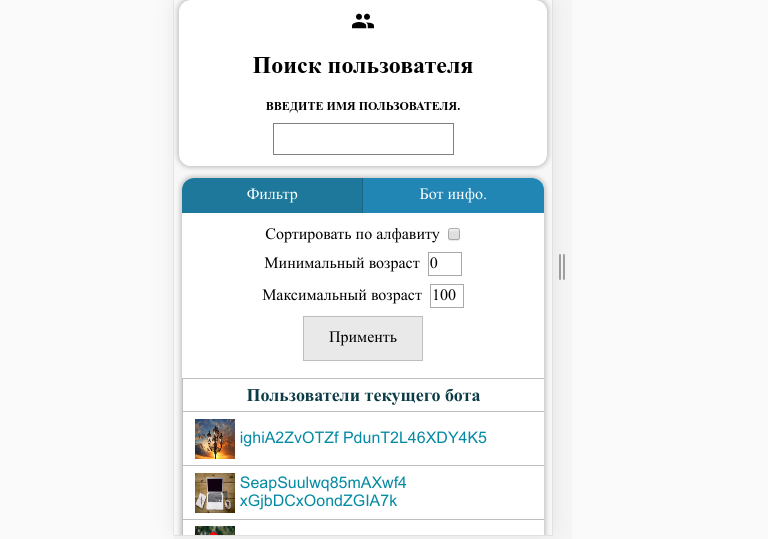 Поиск пользователя
ВВЕДИТЕ ИМЯ ПОЛЬЗОВАТЕЛЯ.
Фильтр
Бот инфо.
Сортировать по алфавиту
Минимальный возраст 0
Максимальный возраст 100
Применть
Пользователи текущего бота
ighiA2ZvOTZf PdunT2L46XDY4K5
SeapSuulwq85mAXwf4
xGjbDCxOondZGIA7k